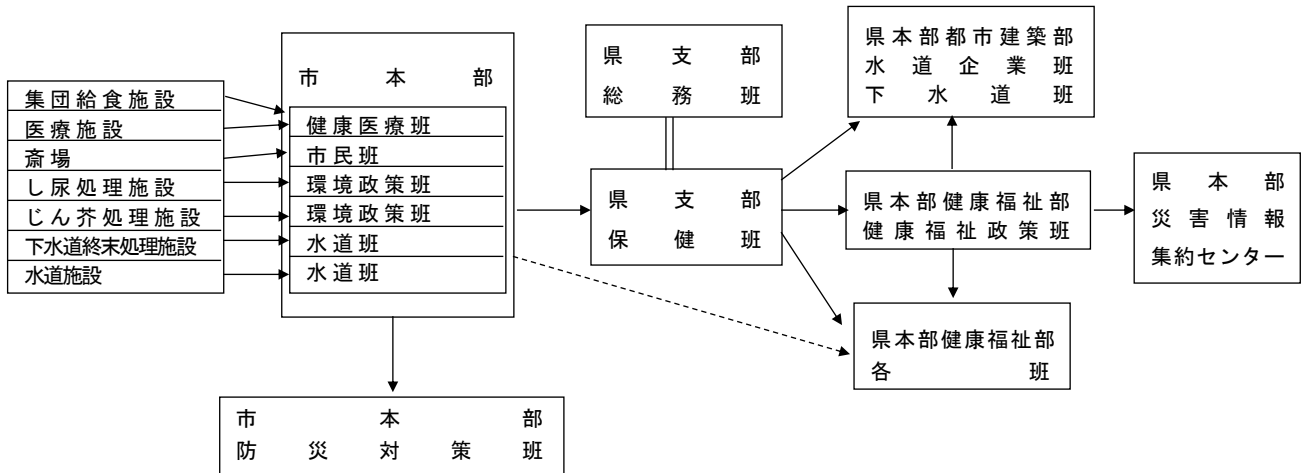 集団給食施設
医療施設
斎場
し尿処理施設
じん芥処理施設
下水道終末処理施設
水道施設
市本部
健康医療班
市民班
環境政策班
環境政策班
水道班
水道班
市本部
防災対策班
県支部
総務班
県支部
保健班
県本部都市建築部
水道企業班
下水道班
県本部健康福祉部
健康福祉政策班
県本部健康福祉部
各班
県本部
災害情報
集約センター